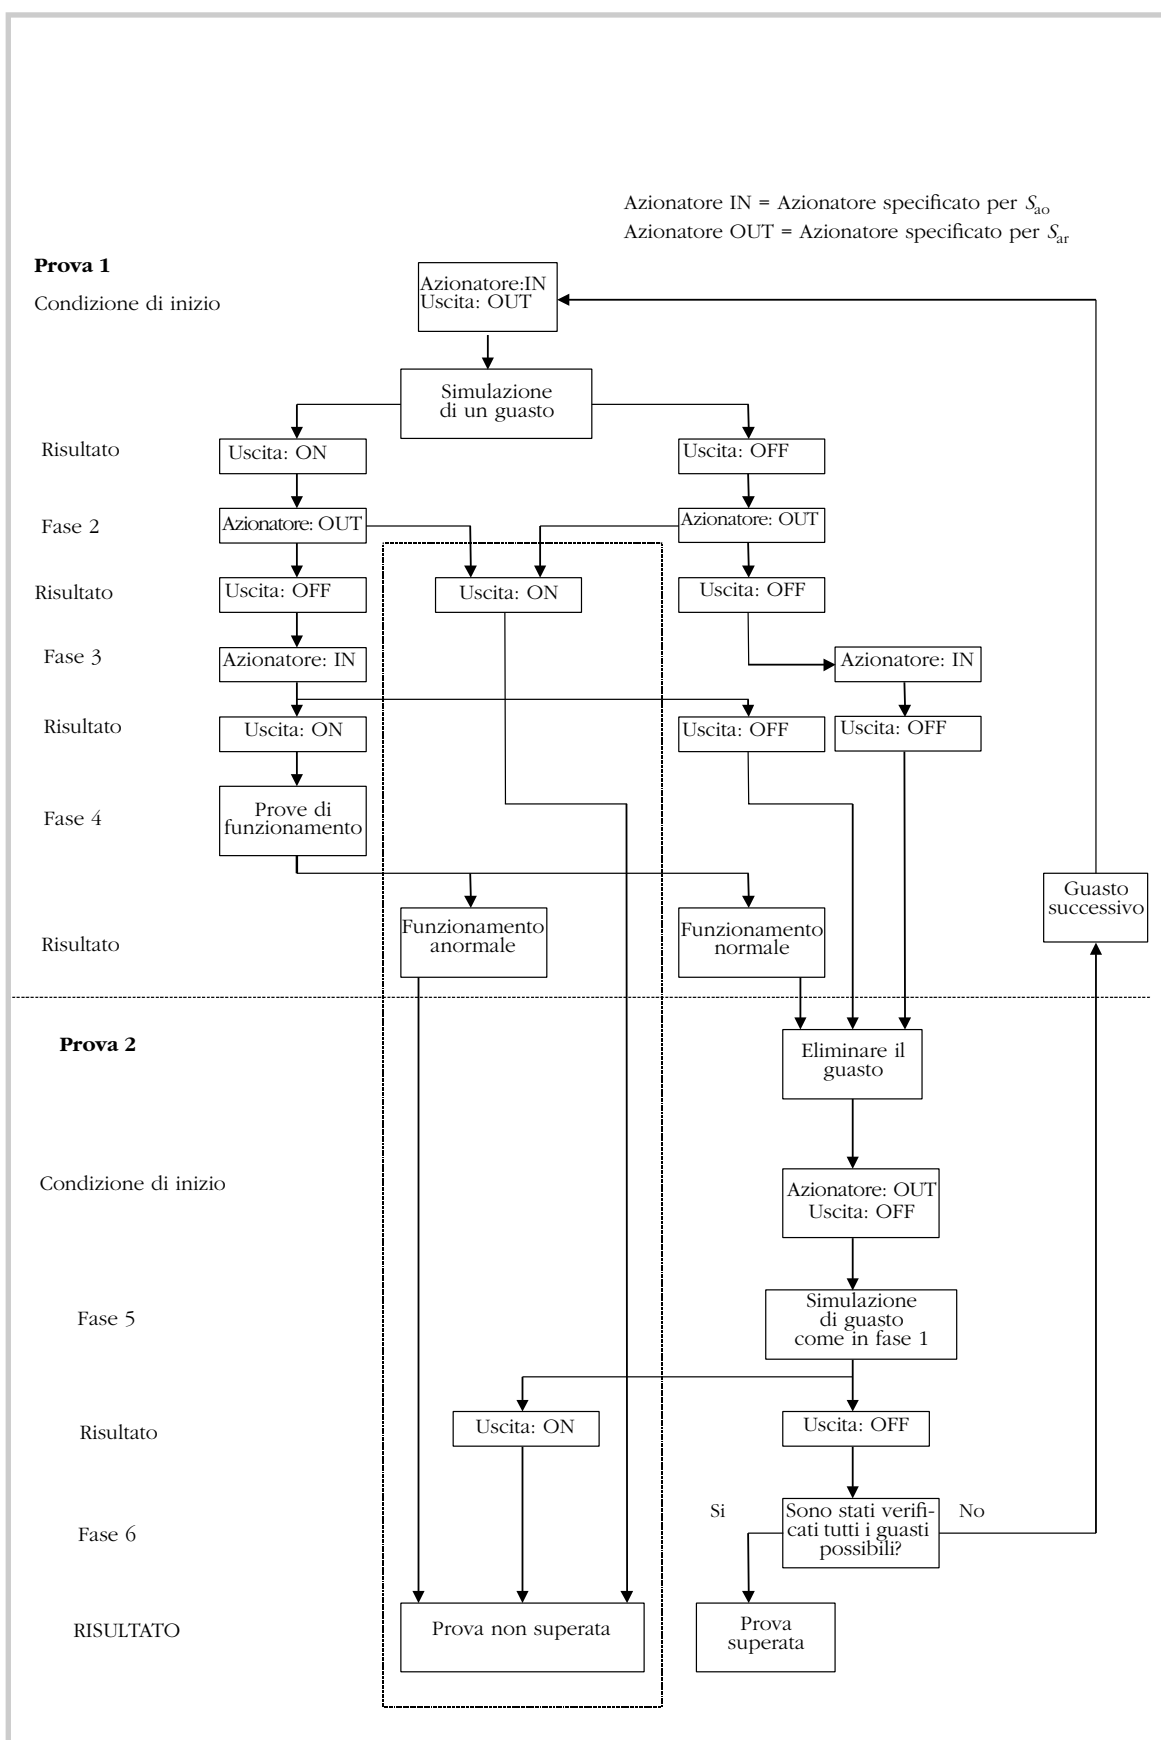 Azionatore IN = Azionatore specificato per Sao
Azionatore OUT = Azionatore specificato per Sar
Prova 1
Condizione di inizio
Azionatore:IN
Uscita: OUT
Simulazione
di un guasto
Risultato
Uscita: ON
Uscita: OFF
Fase 2
Azionatore: OUT
Azionatore: OUT
Risultato
Uscita: OFF
Uscita: ON
Uscita: OFF
Fase 3
Azionatore: IN
Azionatore: IN
Risultato
Uscita: ON
Uscita: OFF
Uscita: OFF
Fase 4
Prove di
funzionamento
Guasto
successivo
Risultato
Funzionamento
anormale
Funzionamento
normale
Prova 2
Eliminare il
guasto
Condizione di inizio
Azionatore: OUT
Uscita: OFF
Fase 5
Simulazione
di guasto
come in fase 1
Risultato
Uscita: ON
Uscita: OFF
Fase 6
Si
Sono stati verifi-
cati tutti i guasti
possibili?
No
RISULTATO
Prova non superata
Prova
superata